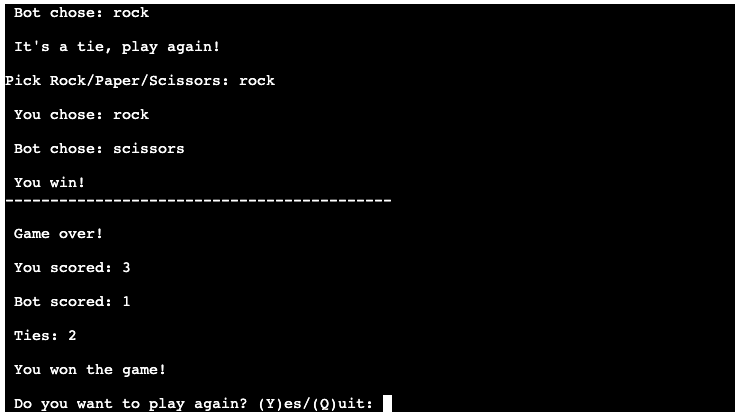 Bot chose: rock
It's a tie, play again!
Pick Rock/Paper/Scissors: rock
You chose: rock
Bot chose: scissors
You win!
-------------------------------------------
Game over!
You scored: 3
Bot scored: 1
Ties: 2
You won the game!
Do you want to play again? (Y)es/(Q)uit: